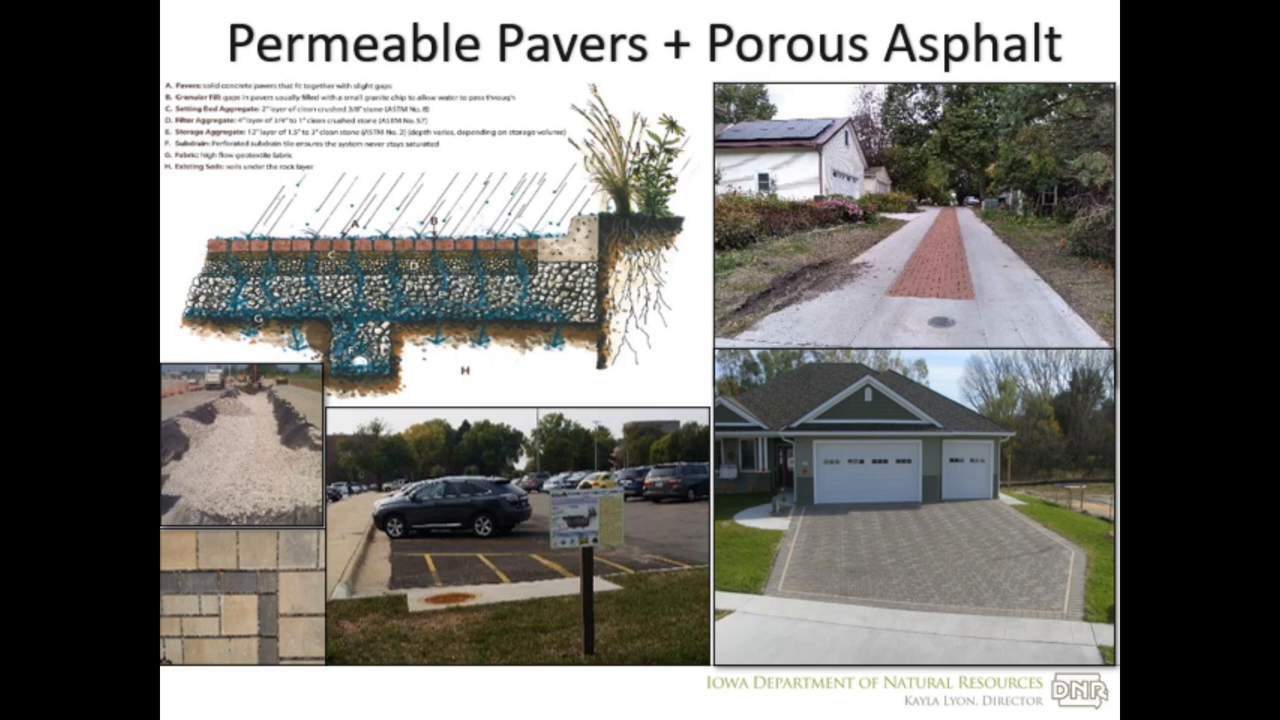 Permeable Pavers + Porous Asphalt
A. Pavers: solid concrete pavers that fit together with slight gaps
B. Granular Fill: gaps in pavers usually filled with a small granite chip to allow water to pass through
C. Setting Bed Aggregate: 2" layer of clean crushed 3/8" stone (ASTM No. 8)
D. Filter Aggregate: 4" layer of 3/4" to 1" clean crushed stone (ASTM No. 57)
E. Storage Aggregate: 12" layer of 1.5" to 3" clean stone (ASTM No. 2) (depth varies, depending on storage volume)
F. Subdrain: Perforated subdrain tile ensures the system never stays saturated
G. Fabric: high flow geotextile fabric
H. Existing Soils: soils under the rock layer
A
B
C
D
G
H
IOWA DEPARTMENT OF NATURAL RESOURCES
KAYLA LYON, DIRECTOR
DNR